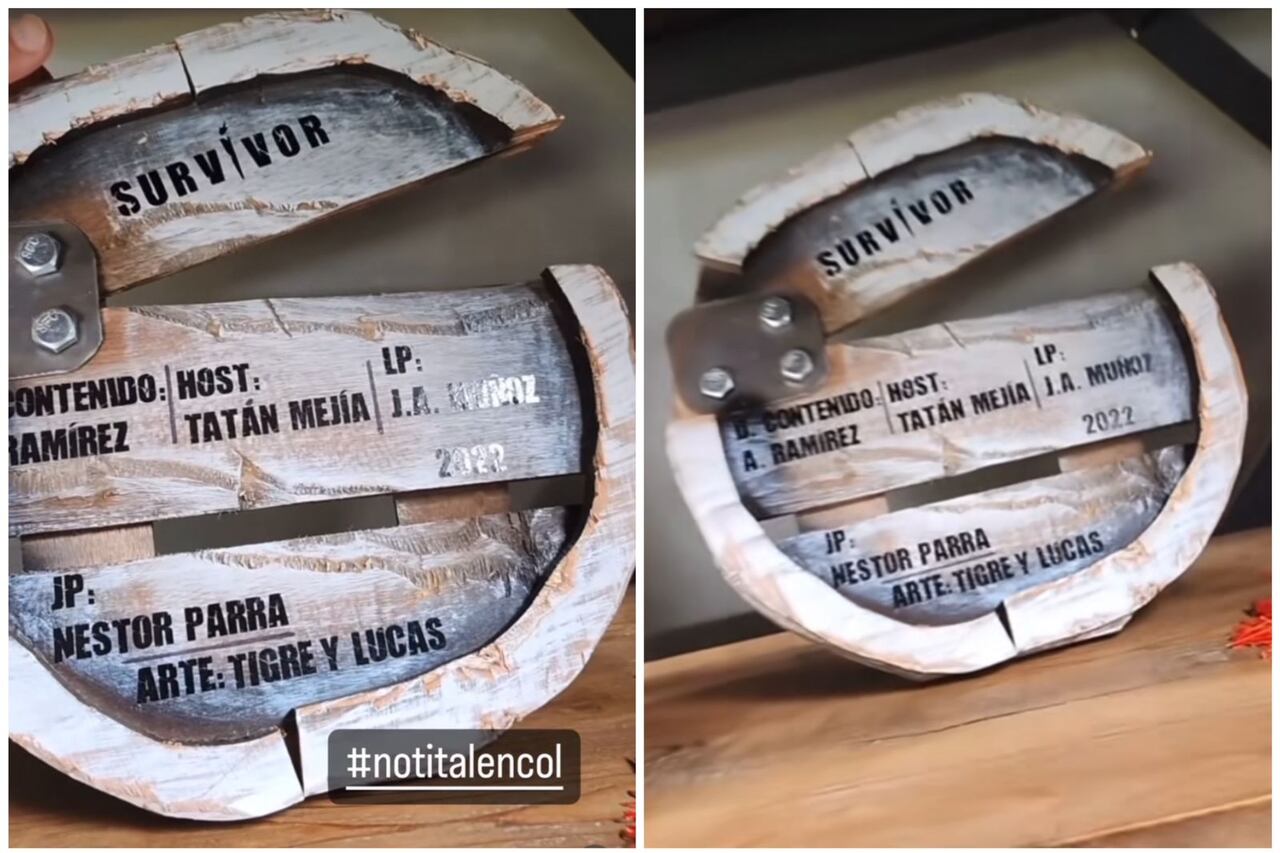 SURVIVOR
CONTENIDO:
RAMÍREZ
HOST:
TATÁN MEJÍA
LP:
J.A. MUÑOZ
2022
JP:
NESTOR PARRA
ARTE: TIGRE Y LUCAS
#notitalencol
SURVIVOR
D. CONTENIDO:
A. RAMÍREZ
HOST:
TATÁN MEJÍA
LP:
J.A. MUÑOZ
2022
JP:
NESTOR PARRA
ARTE: TIGRE Y LUCAS